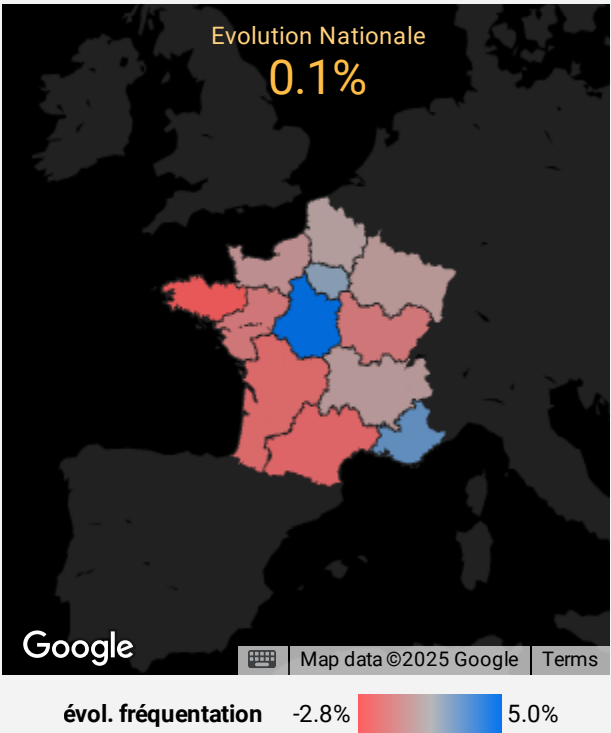 Evolution Nationale
0.1%
Google
Map data ©2025 Google
Terms
évol. fréquentation -2.8% 5.0%